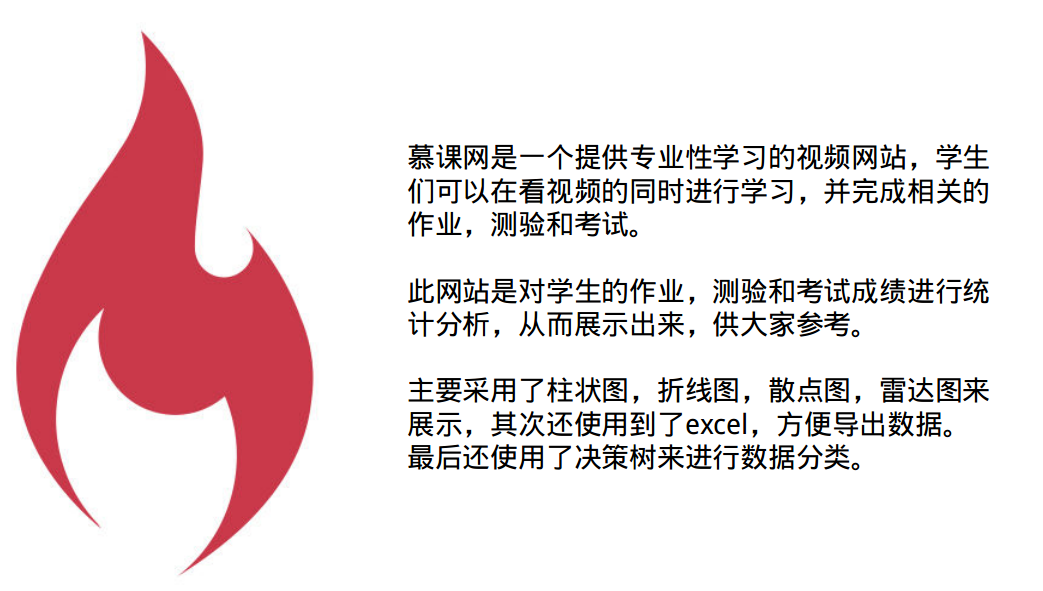 慕课网是一个提供专业性学习的视频网站，学生
们可以在看视频的同时进行学习，并完成相关的
作业，测验和考试。
此网站是对学生的作业，测验和考试成绩进行统
计分析，从而展示出来，供大家参考。
主要采用了柱状图，折线图，散点图，雷达图来
展示，其次还使用到了excel，方便导出数据。
最后还使用了决策树来进行数据分类。